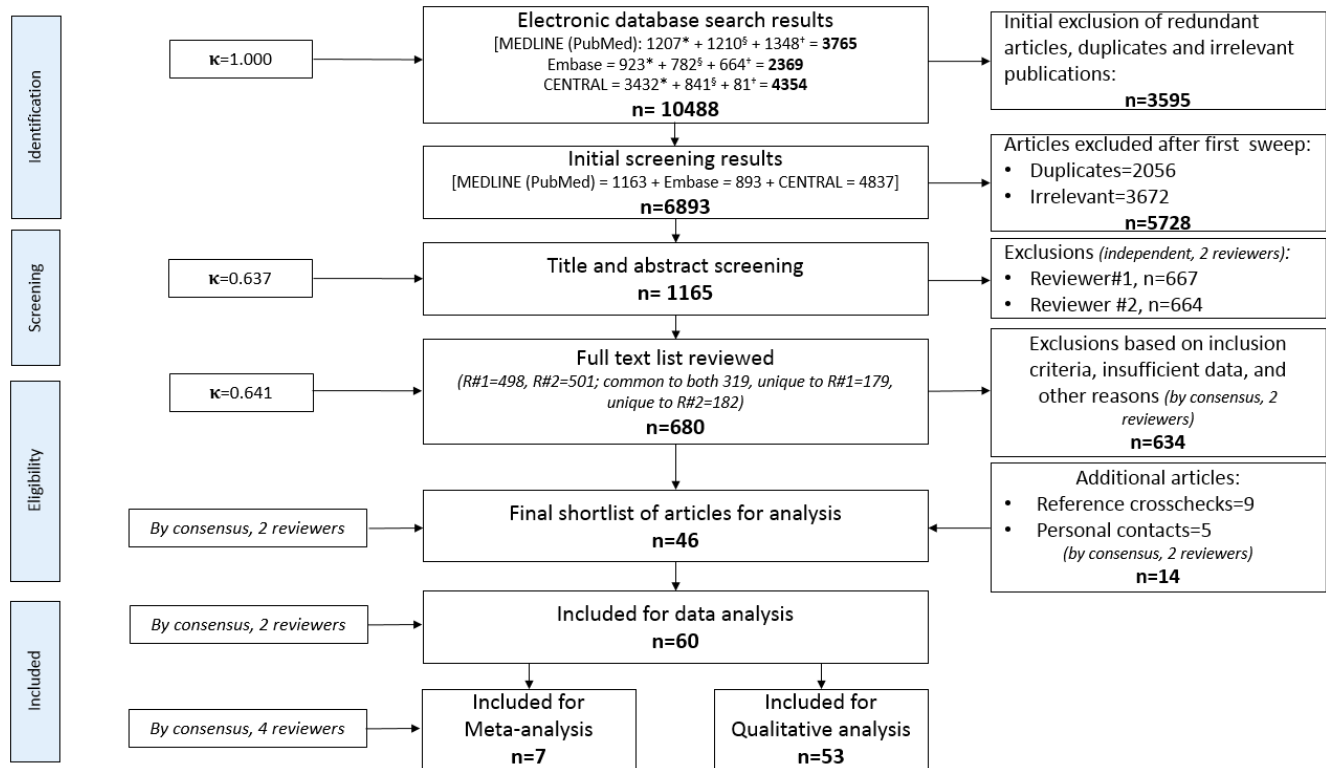 Identification
κ=1.000
Electronic database search results
[MEDLINE (PubMed): 1207* + 1210§ + 1348† = 3765
Embase = 923* + 782§ + 664† = 2369
CENTRAL = 3432* + 841§ + 81† = 4354
n= 10488
Initial exclusion of redundant
articles, duplicates and irrelevant
publications:
n=3595
Initial screening results
[MEDLINE (PubMed) = 1163 + Embase = 893 + CENTRAL = 4837]
n=6893
Articles excluded after first sweep:
• Duplicates=2056
• Irrelevant=3672
n=5728
Screening
κ=0.637
Title and abstract screening
n= 1165
Exclusions (independent, 2 reviewers):
• Reviewer#1, n=667
• Reviewer #2, n=664
Eligibility
κ=0.641
Full text list reviewed
(R#1=498, R#2=501; common to both 319, unique to R#1=179,
unique to R#2=182)
n=680
Exclusions based on inclusion
criteria, insufficient data, and
other reasons (by consensus, 2
reviewers)
n=634
By consensus, 2 reviewers
Final shortlist of articles for analysis
n=46
Additional articles:
• Reference crosschecks=9
• Personal contacts=5
(by consensus, 2 reviewers)
n=14
Included
By consensus, 2 reviewers
Included for data analysis
n=60
By consensus, 4 reviewers
Included for
Meta-analysis
n=7
Included for
Qualitative analysis
n=53